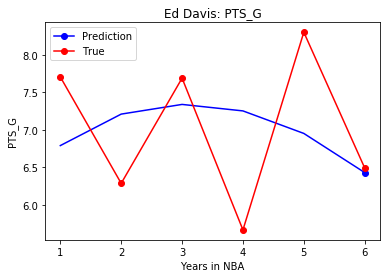 Ed Davis: PTS_G
Prediction
True
PTS_G
8.0
7.5
7.0
6.5
6.0
1 2 3 4 5 6
Years in NBA